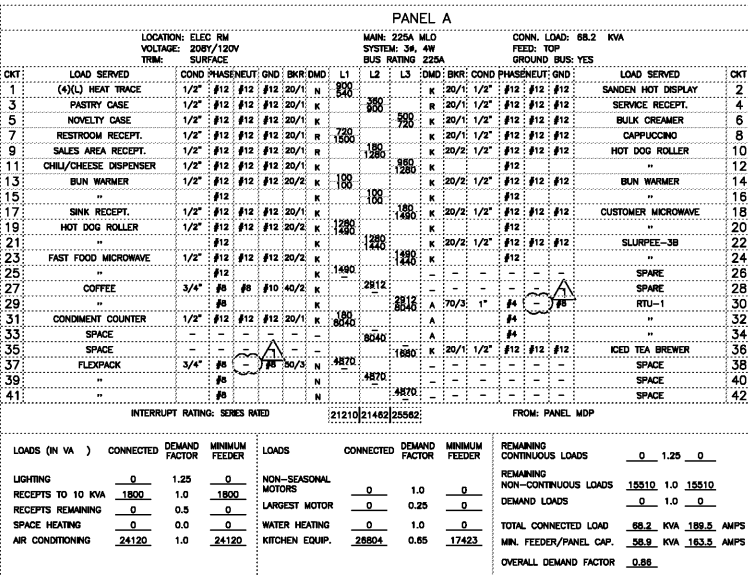 PANEL A
LOCATION: ELEC RM MAIN: 225A MLO CONN. LOAD: 68.2 KVA
VOLTAGE: 208Y/120V SYSTEM: 3ø, 4W FEED: TOP
TRIM: SURFACE BUS RATING 225A GROUND BUS: YES
CKT LOAD SERVED COND PHASE NEUT GND BKR DMD L1 L2 L3 DMD BKR COND PHASE NEUT GND LOAD SERVED CKT
1 (4)(L) HEAT TRACE 1/2" #12 #12 #12 20/1 N 900 540 K 20/1 1/2" #12 #12 #12 SANDEN HOT DISPLAY 2
3 PASTRY CASE 1/2" #12 #12 #12 20/1 K 360 900 R 20/1 1/2" #12 #12 #12 SERVICE RECEPT. 4
5 NOVELTY CASE 1/2" #12 #12 #12 20/1 K 500 720 K 20/1 1/2" #12 #12 #12 BULK CREAMER 6
7 RESTROOM RECEPT. 1/2" #12 #12 #12 20/1 R 720 1500 K 20/1 1/2" #12 #12 #12 CAPPUCCINO 8
9 SALES AREA RECEPT. 1/2" #12 #12 #12 20/1 R 180 1280 K 20/2 1/2" #12 #12 #12 HOT DOG ROLLER 10
11 CHILI/CHEESE DISPENSER 1/2" #12 #12 #12 20/1 K 960 1280 K #12 " 12
13 BUN WARMER 1/2" #12 #12 #12 20/2 K 100 100 K 20/2 1/2" #12 #12 #12 BUN WARMER 14
15 " #12 K 100 100 K #12 " 16
17 SINK RECEPT. 1/2" #12 #12 #12 20/1 K 180 1490 K 20/2 1/2" #12 #12 #12 CUSTOMER MICROWAVE 18
19 HOT DOG ROLLER 1/2" #12 #12 #12 20/2 K 1280 1490 K #12 " 20
21 " #12 K 1280 1440 K 20/2 1/2" #12 #12 #12 SLURPEE-3B 22
23 FAST FOOD MICROWAVE 1/2" #12 #12 #12 20/2 K 1490 1440 K #12 " 24
25 " #12 K 1490 - - - - - - - SPARE 26
27 COFFEE 3/4" #8 #8 #10 40/2 K 2912 - - - - - - - SPARE 28
29 " #8 K 2912 8040 A 70/3 1" #4 - #8 RTU-1 30
31 CONDIMENT COUNTER 1/2" #12 #12 #12 20/1 K 180 8040 A #4 " 32
33 SPACE - - - - - - - 8040 A #4 " 34
35 SPACE - - - - - - - 1680 K 20/1 1/2" #12 #12 #12 ICED TEA BREWER 36
37 FLEXPACK 3/4" #8 - #8 50/3 N 4870 - - - - - - - SPACE 38
39 " #8 N 4870 - - - - - - - SPACE 40
41 " #8 N 4870 - - - - - - - SPACE 42
INTERRUPT RATING: SERIES RATED 21210 21462 25562 FROM: PANEL MDP
LOADS (IN VA ) CONNECTED DEMAND FACTOR MINIMUM FEEDER
LIGHTING 0 1.25 0
RECEPTS TO 10 KVA 1800 1.0 1800
RECEPTS REMAINING 0 0.5 0
SPACE HEATING 0 0.0 0
AIR CONDITIONING 24120 1.0 24120
LOADS CONNECTED DEMAND FACTOR MINIMUM FEEDER
NON-SEASONAL
MOTORS 0 1.0 0
LARGEST MOTOR 0 0.25 0
WATER HEATING 0 1.0 0
KITCHEN EQUIP. 26804 0.65 17423
REMAINING
CONTINUOUS LOADS 0 1.25 0
REMAINING
NON-CONTINUOUS LOADS 15510 1.0 15510
DEMAND LOADS 0 1.0 0
TOTAL CONNECTED LOAD 68.2 KVA 189.5 AMPS
MIN. FEEDER/PANEL CAP. 58.9 KVA 163.5 AMPS
OVERALL DEMAND FACTOR 0.86